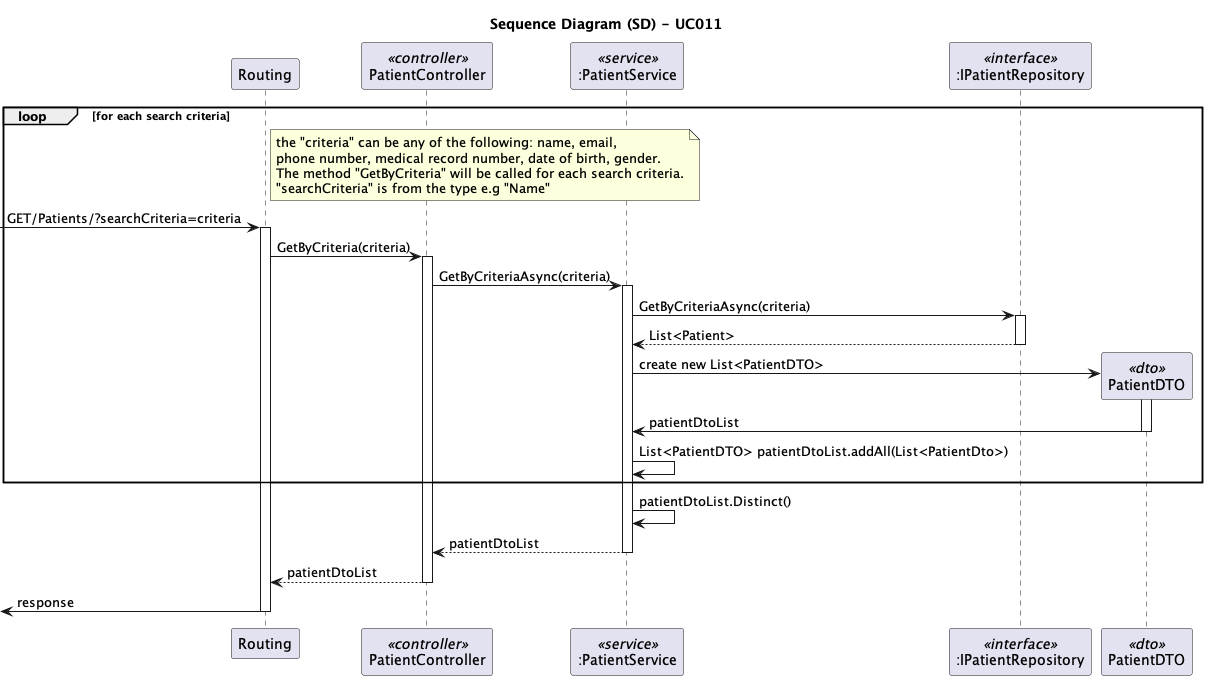 Sequence Diagram (SD) – UC011
«controller»
«service»
«interface»
Routing
PatientController
:PatientService
:IPatientRepository
loop
[for each search criteria]
the "criteria" can be any of the following: name, email,
phone number, medical record number, date of birth, gender.
The method "GetByCriteria" will be called for each search criteria.
"searchCriteria" is from the type e.g "Name"
GET/Patients/?searchCriteria=criteria
GetByCriteria(criteria)
GetByCriteriaAsync(criteria)
GetByCriteriaAsync(criteria)
List<Patient>
create new List<PatientDTO>
«dto»
PatientDTO
patientDtoList
List<PatientDTO> patientDtoList.addAll(List<PatientDto>)
patientDtoList.Distinct()
patientDtoList
patientDtoList
response
«controller»
«service»
«interface»
«dto»
Routing
PatientController
:PatientService
:IPatientRepository
PatientDTO